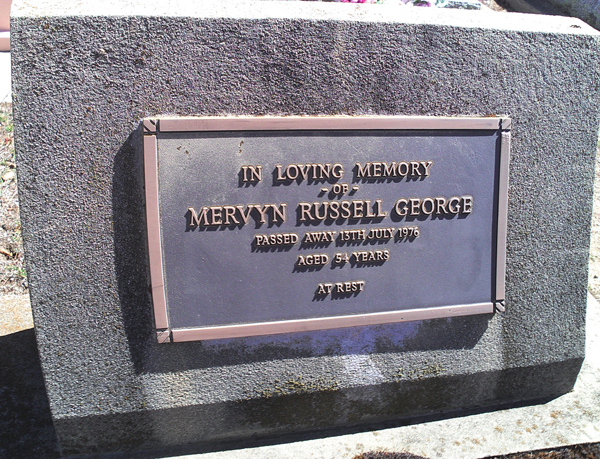 IN LOVING MEMORY
~ OF ~
MERVYN RUSSELL GEORGE
PASSED AWAY 13TH JULY 1976
AGED 54 YEARS
AT REST